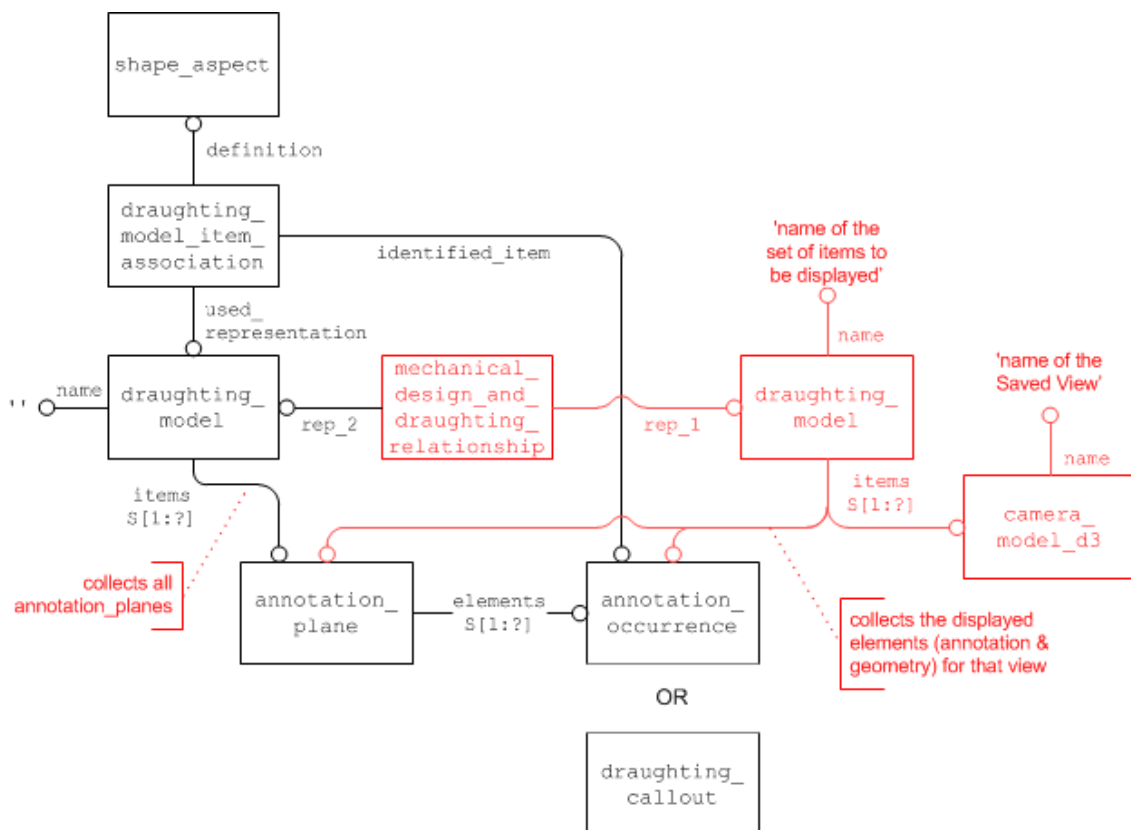 shape_aspect
definition
draughting_
model_item_
association
identified_item
'name of the
set of items to
be displayed'
used_
representation
name
''
draughting_
model
rep_2
mechanical_
design_and_
draughting_
relationship
rep_1
name
draughting_
model
'name of the
Saved View'
name
items
S[1:?]
items
S[1:?]
camera_
model_d3
collects all
annotation_planes
annotation_
plane
elements
S[1:?]
annotation_
occurrence
collects the displayed
elements (annotation &
geometry) for that view
OR
draughting_
callout